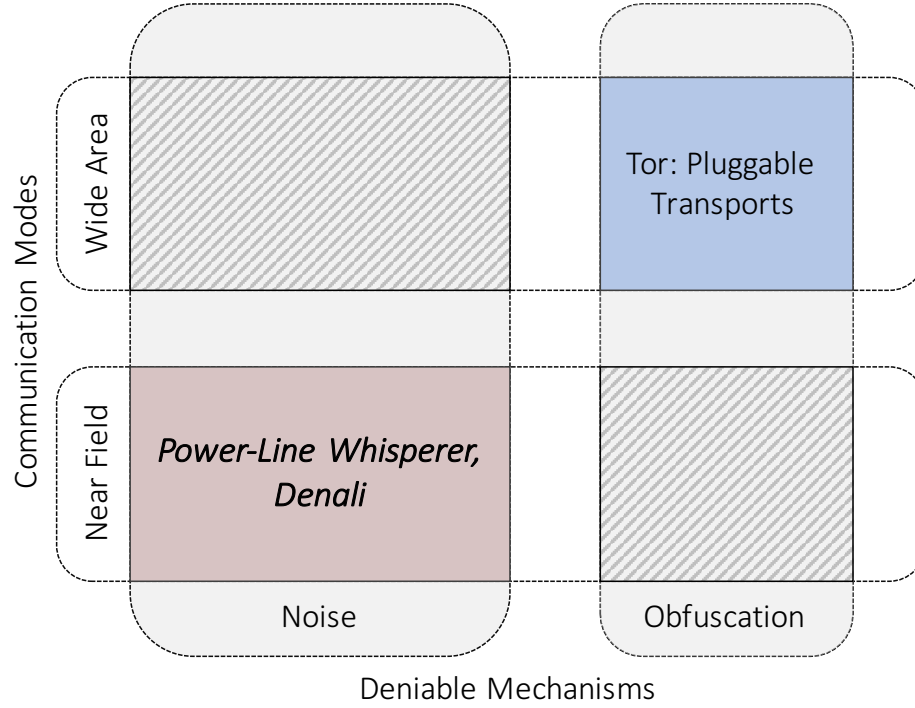 Communication Modes
Wide Area
Tor: Pluggable
Transports
Near Field
Power-Line Whisperer,
Denali
Noise
Obfuscation
Deniable Mechanisms